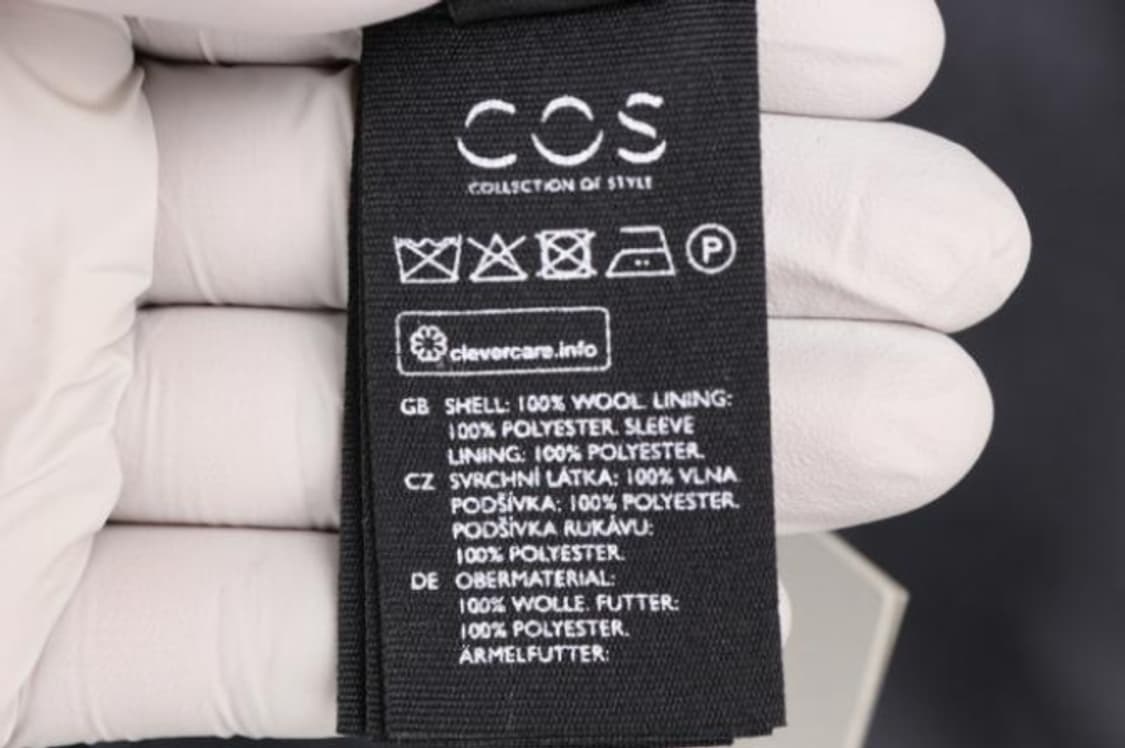 COS
COLLECTION OF STYLE
P
clevercare.info
GB SHELL: 100% WOOL. LINING:
100% POLYESTER. SLEEVE
LINING: 100% POLYESTER.
CZ SVRCHNÍ LÁTKA: 100% VLNA
PODŠÍVKA: 100% POLYESTER.
PODŠÍVKA RUKÁVU:
100% POLYESTER.
DE OBERMATERIAL:
100% WOLLE. FUTTER:
100% POLYESTER.
ÄRMELFUTTER: